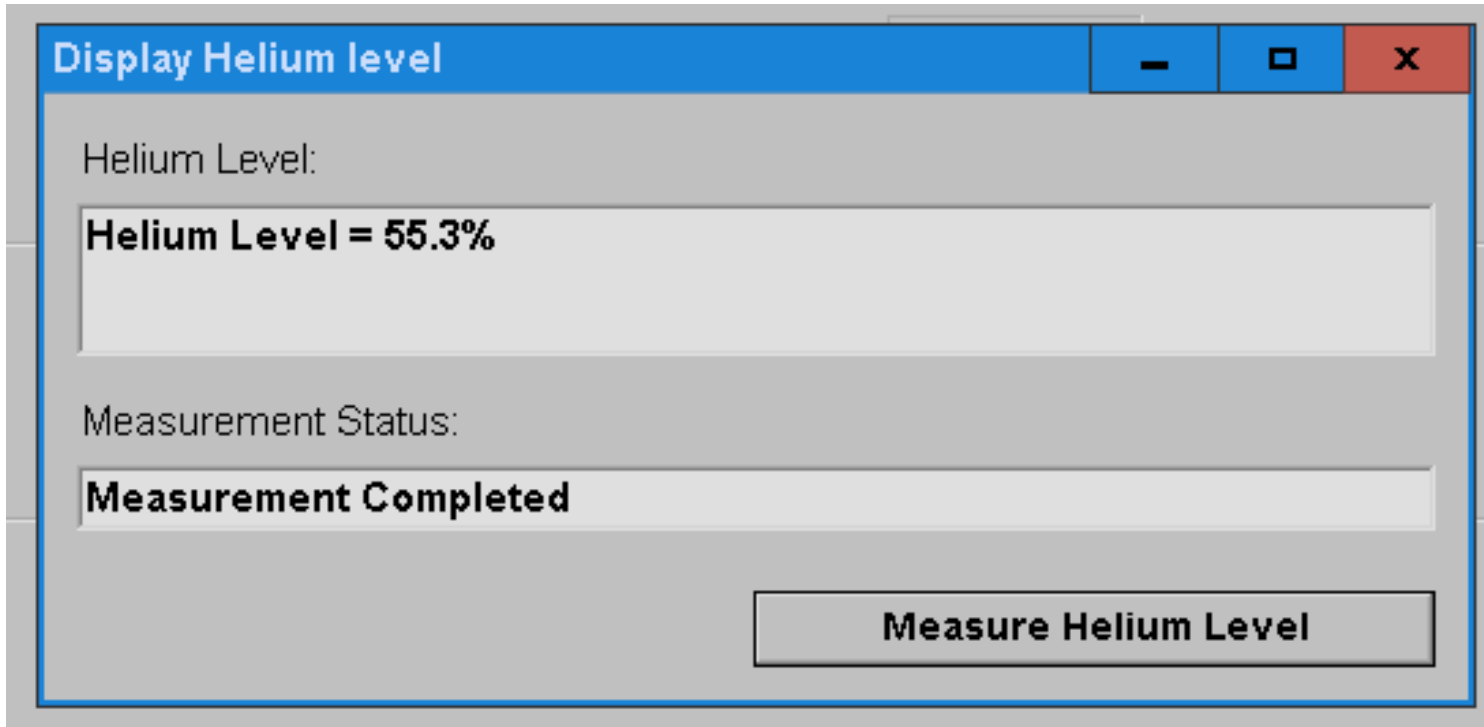 Display Helium level
Helium Level:
Helium Level = 55.3%
Measurement Status:
Measurement Completed
Measure Helium Level